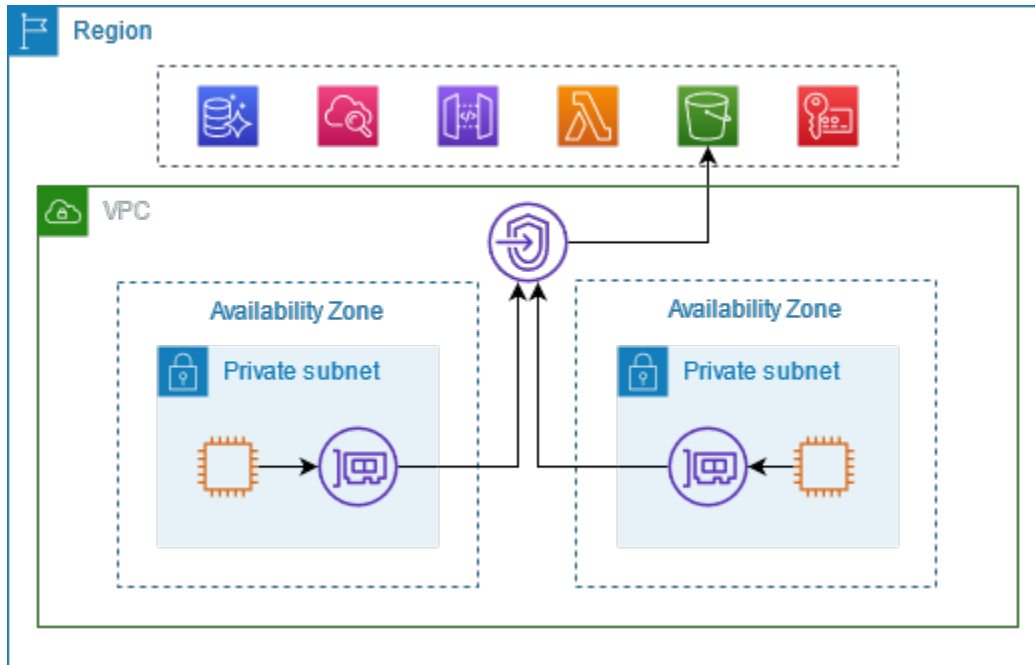 Region
VPC
Availability Zone
Availability Zone
Private subnet
Private subnet